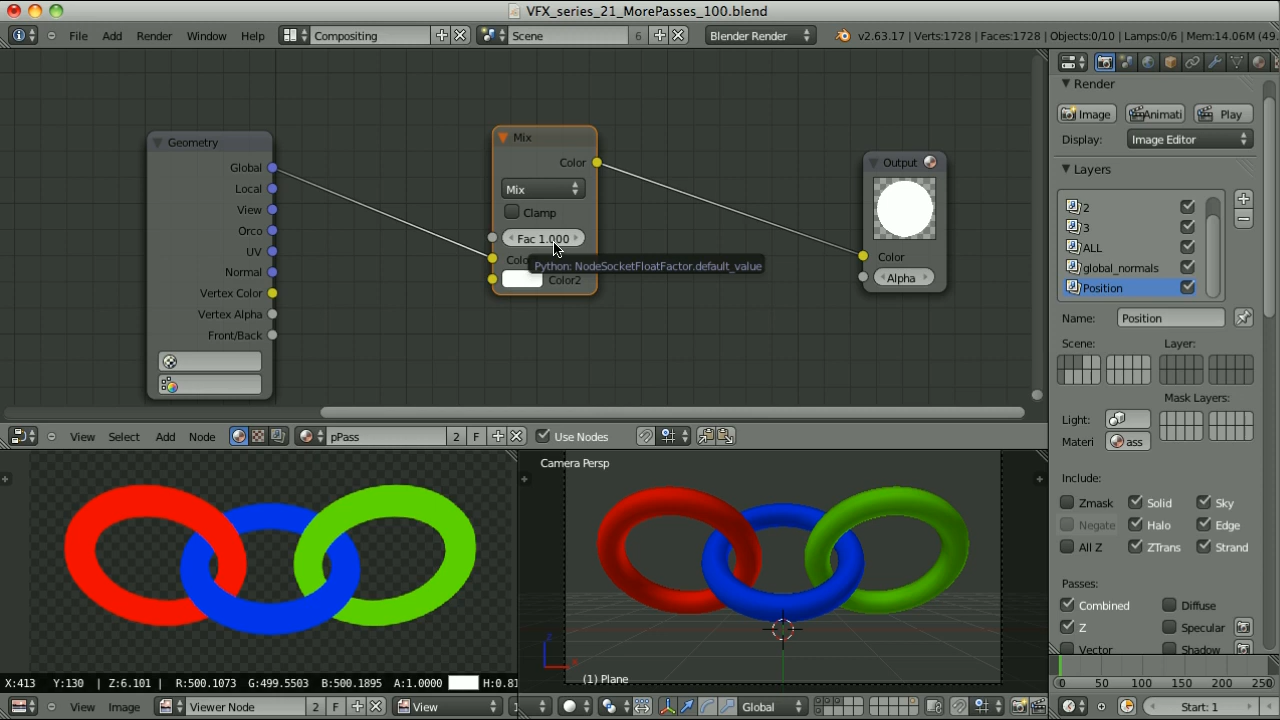 VFX_series_21_MorePasses_100.blend
File Add Render Window Help Compositing Scene 6 Blender Render v2.63.17 | Verts:1728 | Faces:1728 | Objects:0/10 | Lamps:0/6 | Mem:14.06M (49.
Render
Image Animati Play
Display: Image Editor
Layers
2
3
ALL
global_normals
Position
Name: Position
Scene: Layer:
Mask Layers:
Light:
Materi ass
Include:
Zmask Solid Sky
Negate Halo Edge
All Z ZTrans Strand
Passes:
Combined Diffuse
Z Specular
Vector Shadow
Geometry
Global
Local
View
Orco
UV
Normal
Vertex Color
Vertex Alpha
Front/Back
Mix
Color
Mix
Clamp
Fac 1.000
Colo
Python: NodeSocketFloatFactor.default_value
Color2
Output
Color
Alpha
View Select Add Node pPass 2 F Use Nodes
Camera Persp
(1) Plane
X:413 Y:130 | Z:6.101 | R:500.1073 G:499.5503 B:500.1895 A:1.0000 H:0.81
View Image Viewer Node 2 F View
Global
0 50 100 150 200 250
Start: 1